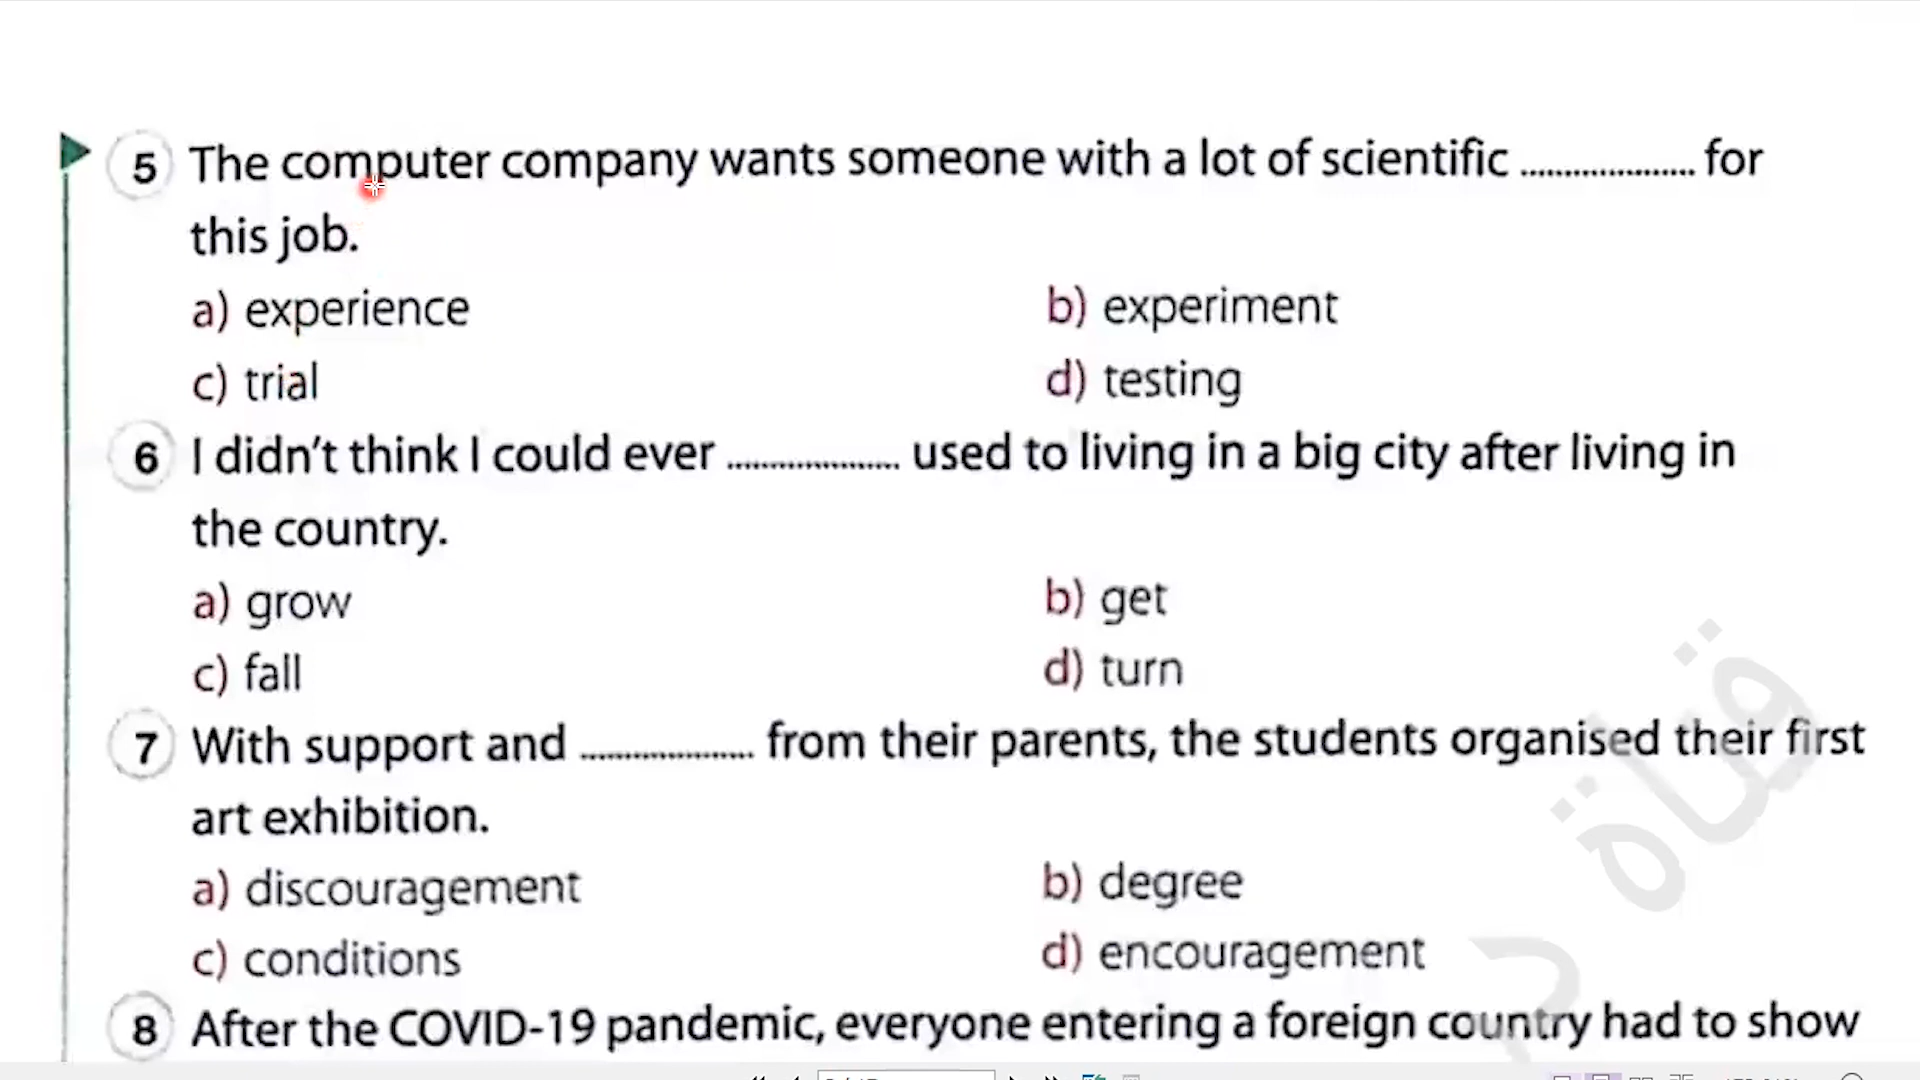 5 The computer company wants someone with a lot of scientific .................... for
this job.
a) experience b) experiment
c) trial d) testing
6 I didn't think I could ever .................... used to living in a big city after living in
the country.
a) grow b) get
c) fall d) turn
7 With support and .................... from their parents, the students organised their first
art exhibition.
a) discouragement b) degree
c) conditions d) encouragement
8 After the COVID-19 pandemic, everyone entering a foreign country had to show
قناة